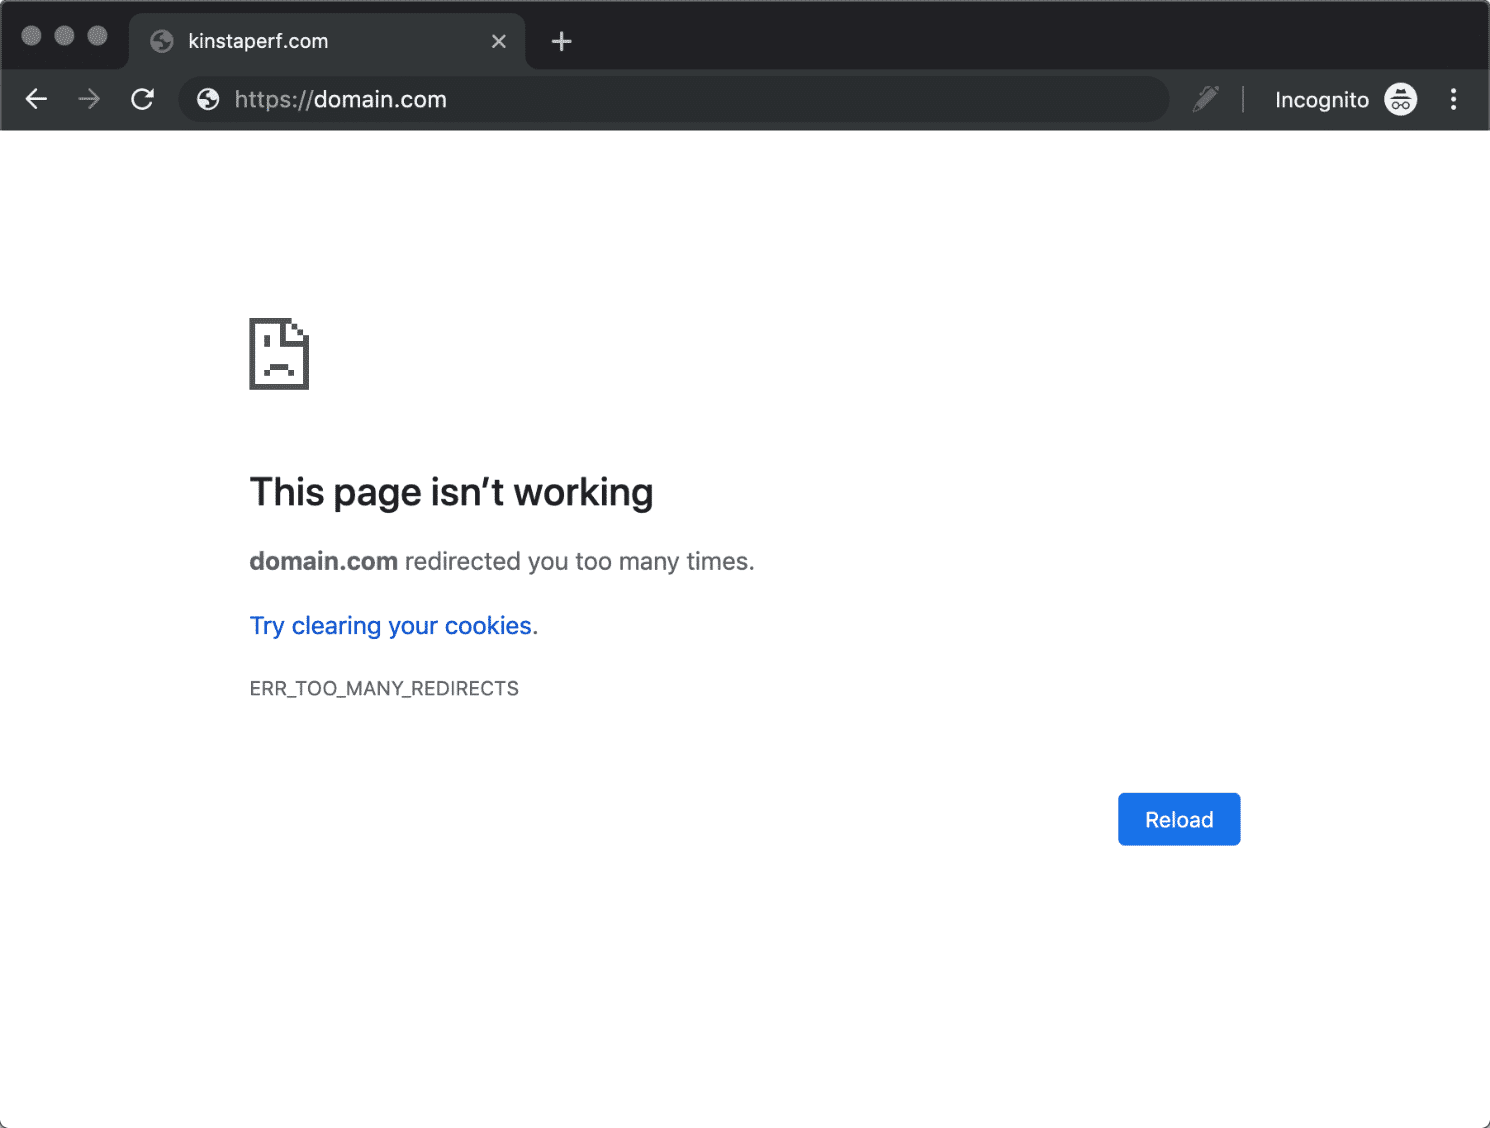 kinstaperf.com
https://domain.com
Incognito
This page isn’t working
domain.com redirected you too many times.
Try clearing your cookies.
ERR_TOO_MANY_REDIRECTS
Reload